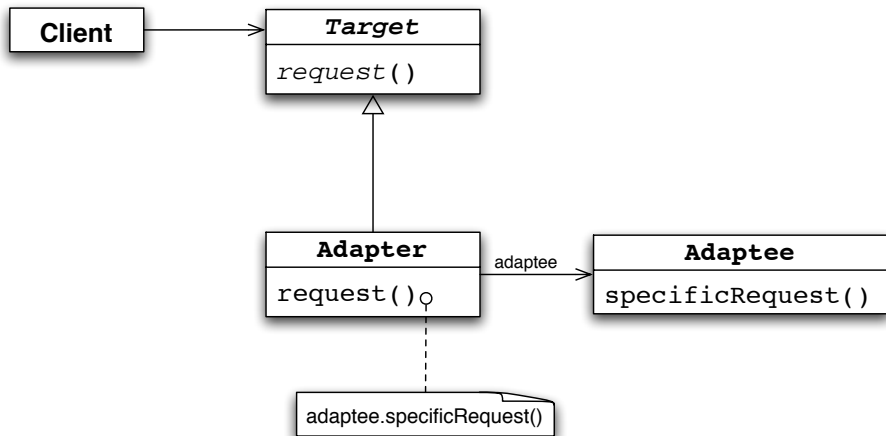 Client
Target
request()
Adapter
request()
adaptee
Adaptee
specificRequest()
adaptee.specificRequest()